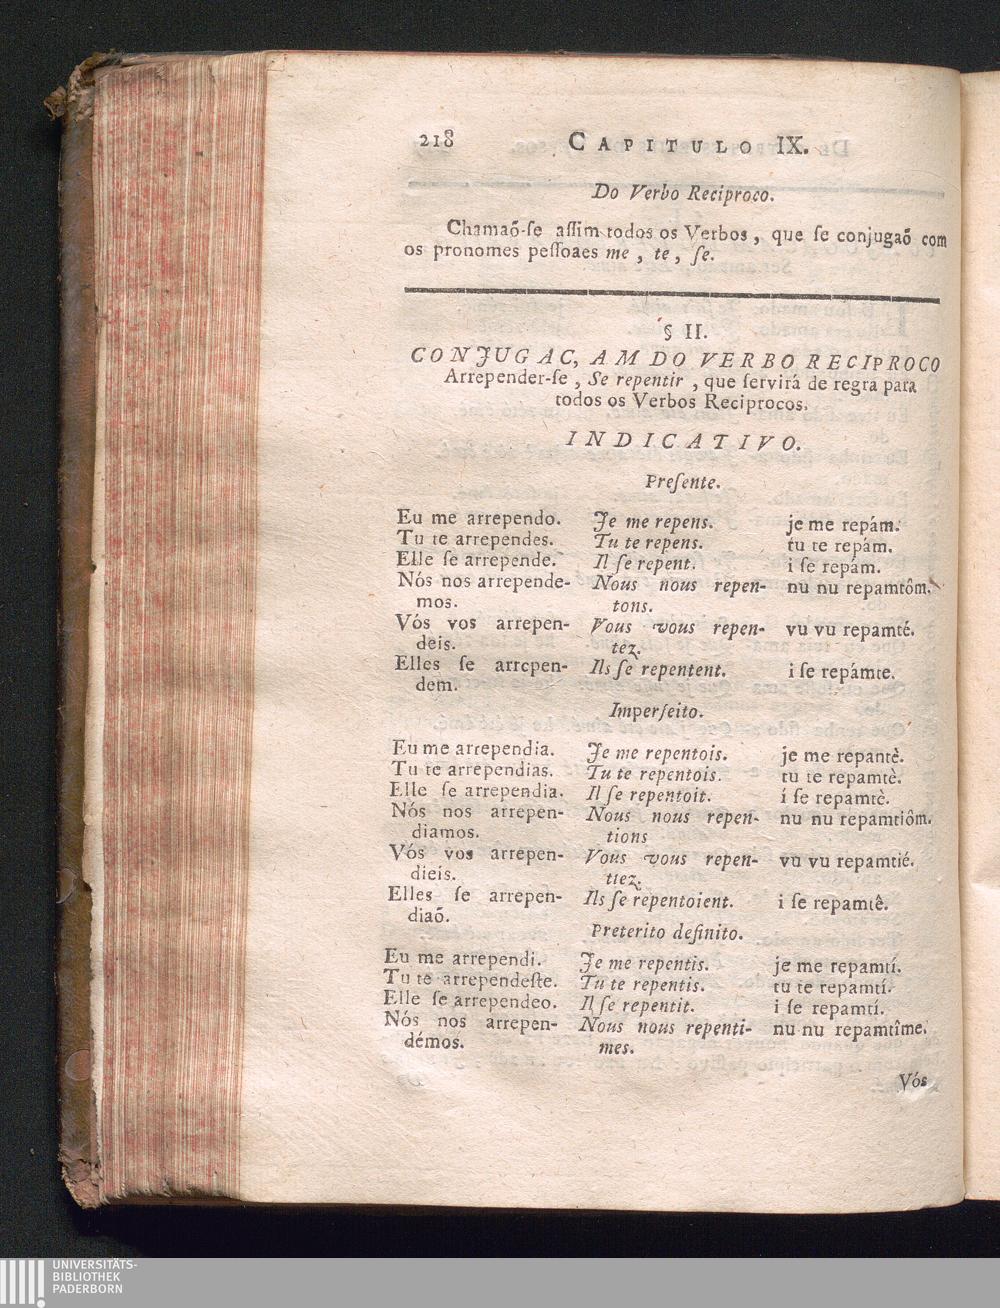 218 CAPITULO IX.
Do Verbo Reciproco.
Chamaõ-ſe aſſim todos os Verbos, que ſe conjugaõ com
os pronomes peſſoaes me, te, ſe.
§ II.
CONJUGAC,AM DO VERBO RECIPROCO
Arrepender-ſe, Se repentir, que ſervirá de regra para
todos os Verbos Reciprocos.
INDICATIVO.
Preſente.
Eu me arrependo. Je me repens. je me repám.
Tu te arrependes. Tu te repens. tu te repám.
Elle ſe arrepende. Il ſe repent. i ſe repám.
Nós nos arrepende- Nous nous repen- nu nu repamtôm.
mos. tons.
Vós vos arrepen- Vous vous repen- vu vu repamté.
deis. tez.
Elles ſe arrepen- Ils ſe repentent. i ſe repámte.
dem.
Imperfeito.
Eu me arrependia. Je me repentois. je me repantè.
Tu te arrependias. Tu te repentois. tu te repamtè.
Elle ſe arrependia. Il ſe repentoit. i ſe repamtè.
Nós nos arrepen- Nous nous repen- nu nu repamtiôm.
diamos. tions
Vós vos arrepen- Vous vous repen- vu vu repamtié.
dieis. tiez.
Elles ſe arrepen- Ils ſe repentoient. i ſe repamtê.
diaõ.
Preterito definito.
Eu me arrependi. Je me repentis. je me repamtí.
Tu te arrependeſte. Tu te repentis. tu te repamtí.
Elle ſe arrependeo. Il ſe repentit. i ſe repamtí.
Nós nos arrepen- Nous nous repenti- nu nu repamtîme.
démos. mes.
Vós
UNIVERSITÄTS-
BIBLIOTHEK
PADERBORN